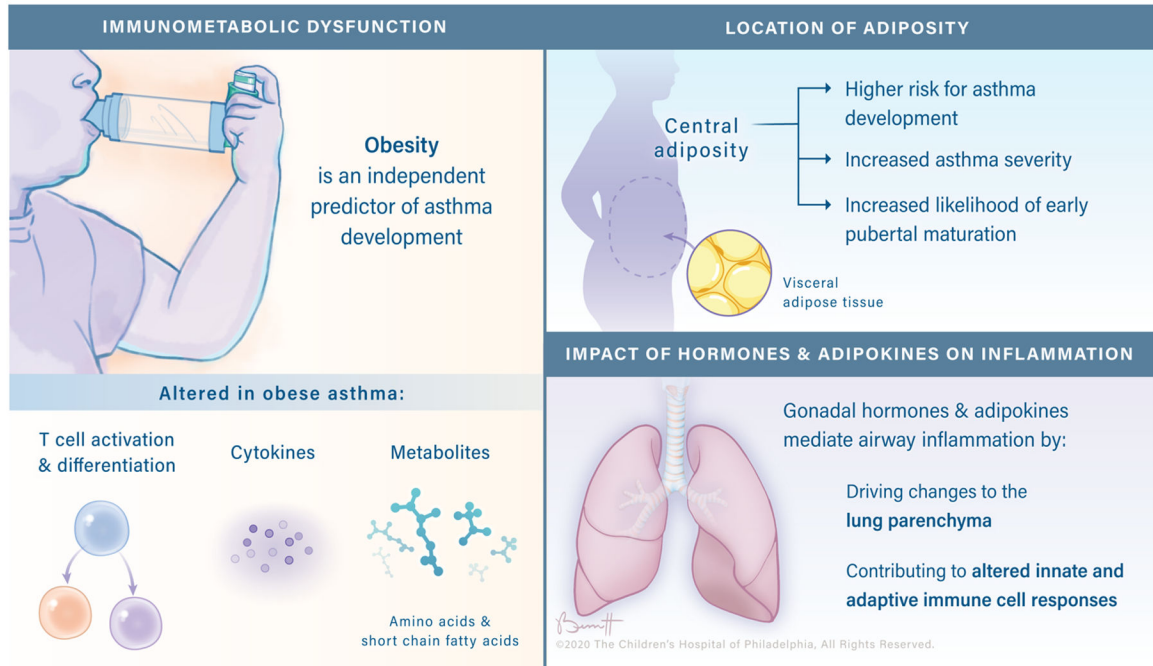 IMMUNOMETABOLIC DYSFUNCTION
Obesity
is an independent
predictor of asthma
development
Altered in obese asthma:
T cell activation
& differentiation
Cytokines
Metabolites
Amino acids &
short chain fatty acids
LOCATION OF ADIPOSITY
Central
adiposity
Higher risk for asthma
development
Increased asthma severity
Increased likelihood of early
pubertal maturation
Visceral
adipose tissue
IMPACT OF HORMONES & ADIPOKINES ON INFLAMMATION
Gonadal hormones & adipokines
mediate airway inflammation by:
Driving changes to the
lung parenchyma
Contributing to altered innate and
adaptive immune cell responses
©2020 The Children's Hospital of Philadelphia, All Rights Reserved.